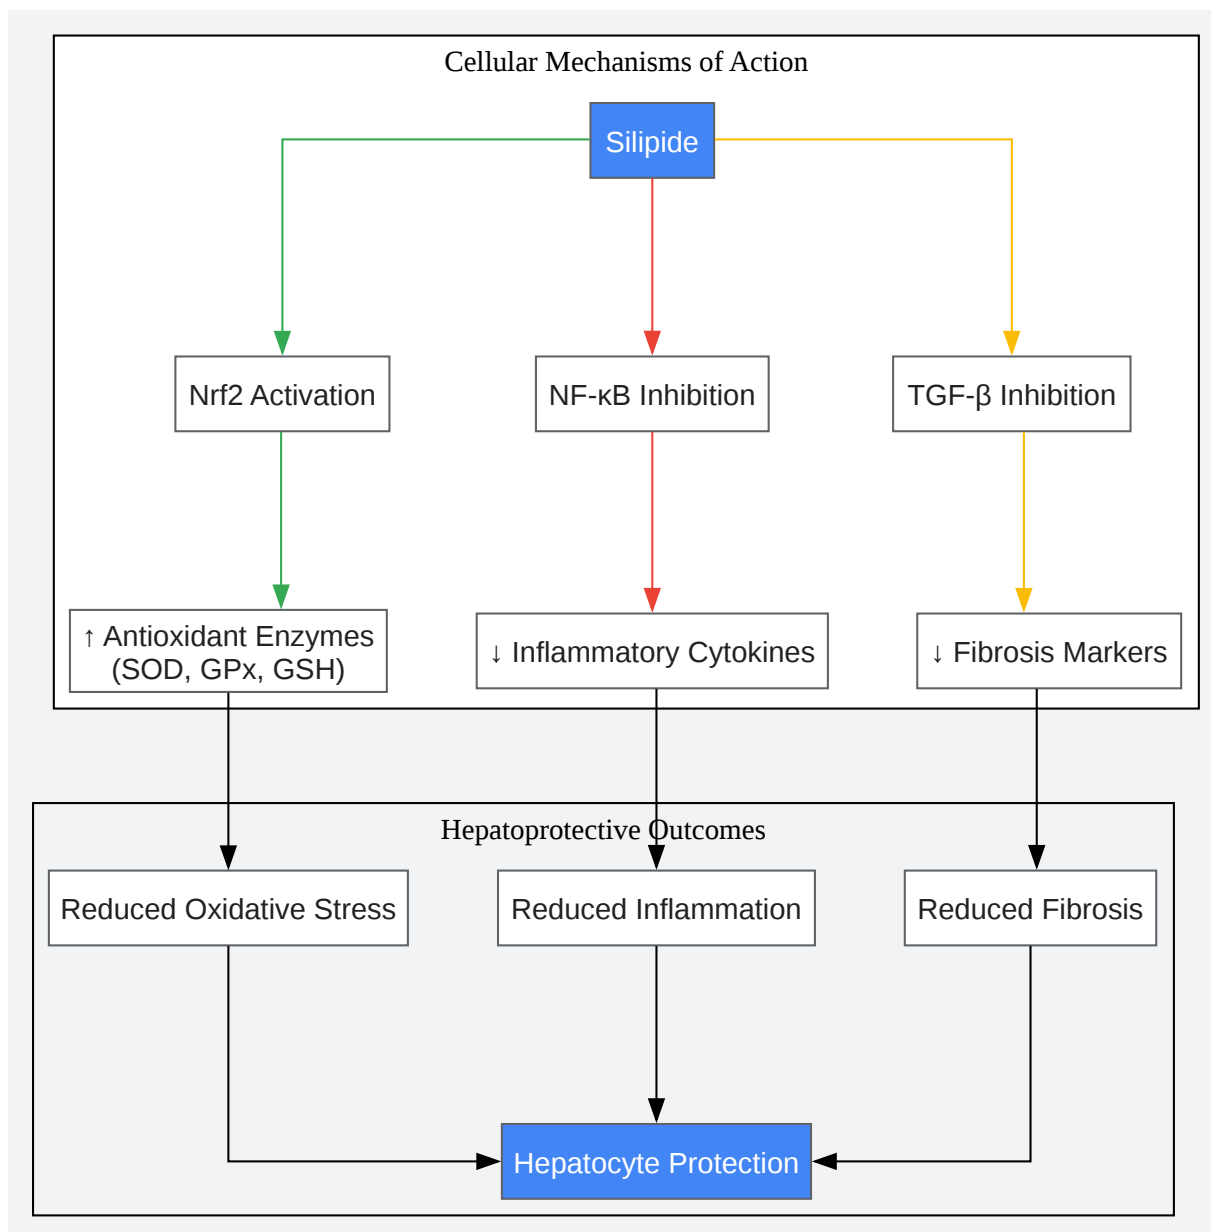 Cellular Mechanisms of Action
Silipide
Nrf2 Activation
NF-κB Inhibition
TGF-β Inhibition
↑ Antioxidant Enzymes
(SOD, GPx, GSH)
↓ Inflammatory Cytokines
↓ Fibrosis Markers
Hepatoprotective Outcomes
Reduced Oxidative Stress
Reduced Inflammation
Reduced Fibrosis
Hepatocyte Protection